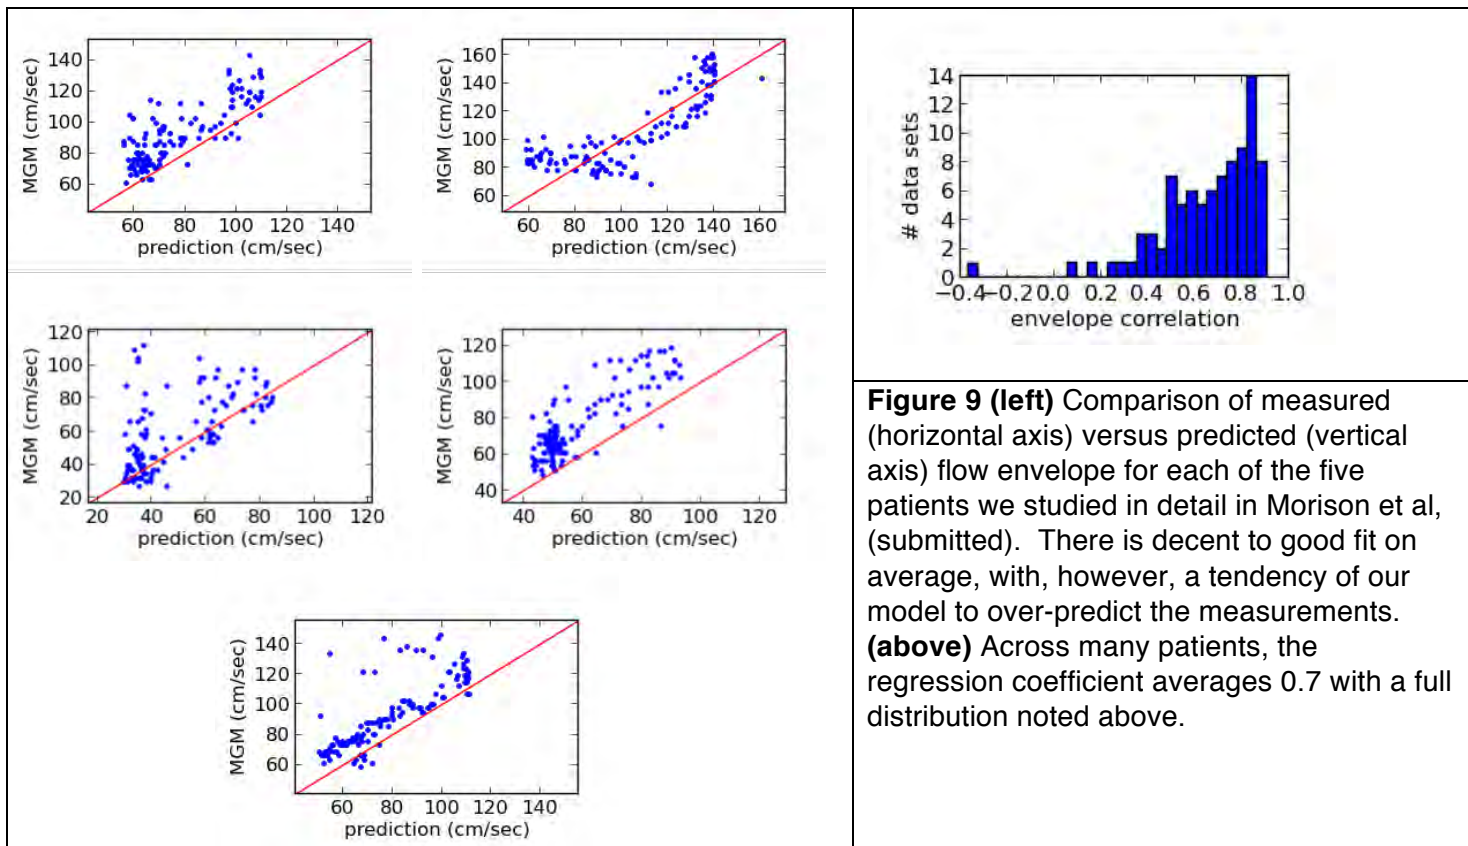 140
120
100
80
60
MGM (cm/sec)
60 80 100 120 140
prediction (cm/sec)
160
140
120
100
80
60
MGM (cm/sec)
60 80 100 120 140 160
prediction (cm/sec)
120
100
80
60
40
20
MGM (cm/sec)
20 40 60 80 100 120
prediction (cm/sec)
120
100
80
60
40
MGM (cm/sec)
40 60 80 100 120
prediction (cm/sec)
140
120
100
80
60
MGM (cm/sec)
60 80 100 120 140
prediction (cm/sec)
14
12
10
8
6
4
2
0
# data sets
−0.4 −0.2 0.0 0.2 0.4 0.6 0.8 1.0
envelope correlation
Figure 9 (left) Comparison of measured
(horizontal axis) versus predicted (vertical
axis) flow envelope for each of the five
patients we studied in detail in Morison et al,
(submitted). There is decent to good fit on
average, with, however, a tendency of our
model to over-predict the measurements.
(above) Across many patients, the
regression coefficient averages 0.7 with a full
distribution noted above.